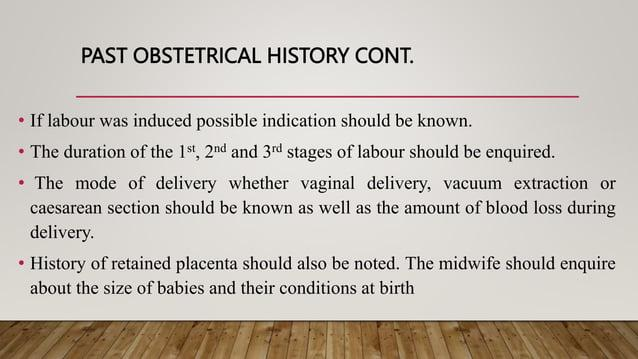 PAST OBSTETRICAL HISTORY CONT.
• If labour was induced possible indication should be known.
• The duration of the 1st, 2nd and 3rd stages of labour should be enquired.
• The mode of delivery whether vaginal delivery, vacuum extraction or
caesarean section should be known as well as the amount of blood loss during
delivery.
• History of retained placenta should also be noted. The midwife should enquire
about the size of babies and their conditions at birth